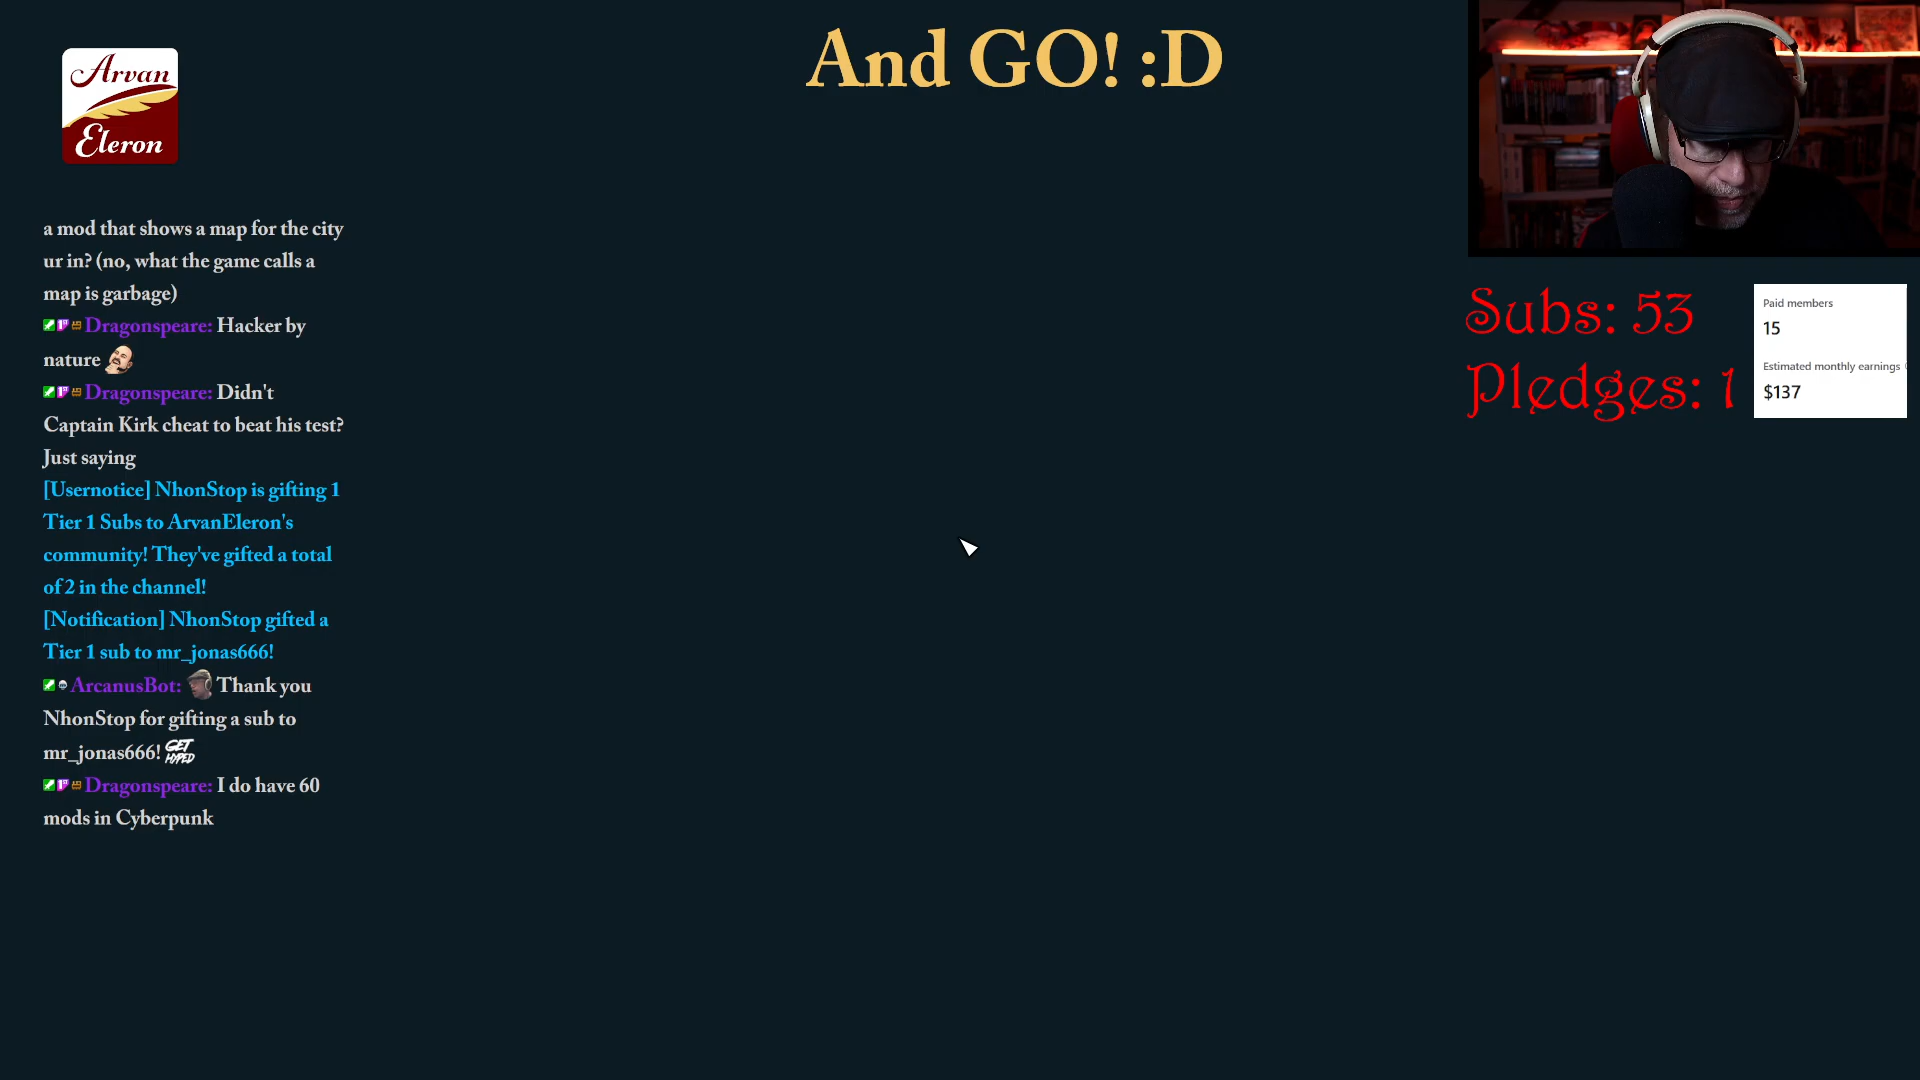 And GO! :D
Arvan
Eleron
a mod that shows a map for the city
ur in? (no, what the game calls a
map is garbage)
Dragonspeare: Hacker by
nature
Dragonspeare: Didn't
Captain Kirk cheat to beat his test?
Just saying
[Usernotice] NhonStop is gifting 1
Tier 1 Subs to ArvanEleron's
community! They've gifted a total
of 2 in the channel!
[Notification] NhonStop gifted a
Tier 1 sub to mr_jonas666!
ArcanusBot: Thank you
NhonStop for gifting a sub to
mr_jonas666! GET HYPED
Dragonspeare: I do have 60
mods in Cyberpunk
Subs: 53
Pledges: 1
Paid members
15
Estimated monthly earnings
$137